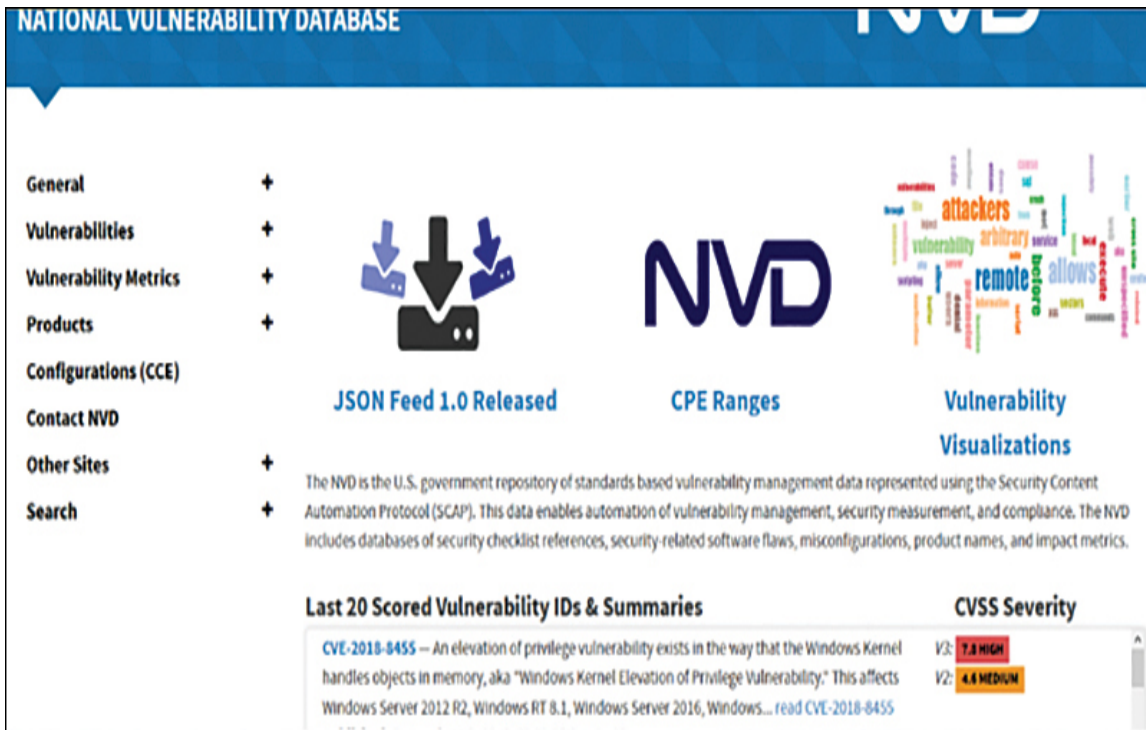 NATIONAL VULNERABILITY DATABASE
NVD
General +
Vulnerabilities +
Vulnerability Metrics +
Products +
Configurations (CCE)
Contact NVD
Other Sites +
Search +
NVD
attackers
vulnerability
arbitrary
service
remote
before
allows
execute
JSON Feed 1.0 Released
CPE Ranges
Vulnerability
Visualizations
The NVD is the U.S. government repository of standards based vulnerability management data represented using the Security Content
Automation Protocol (SCAP). This data enables automation of vulnerability management, security measurement, and compliance. The NVD
includes databases of security checklist references, security-related software flaws, misconfigurations, product names, and impact metrics.
Last 20 Scored Vulnerability IDs & Summaries
CVSS Severity
CVE-2018-8455 — An elevation of privilege vulnerability exists in the way that the Windows Kernel
handles objects in memory, aka "Windows Kernel Elevation of Privilege Vulnerability." This affects
Windows Server 2012 R2, Windows RT 8.1, Windows Server 2016, Windows... read CVE-2018-8455
V3: 7.8 HIGH
V2: 4.6 MEDIUM